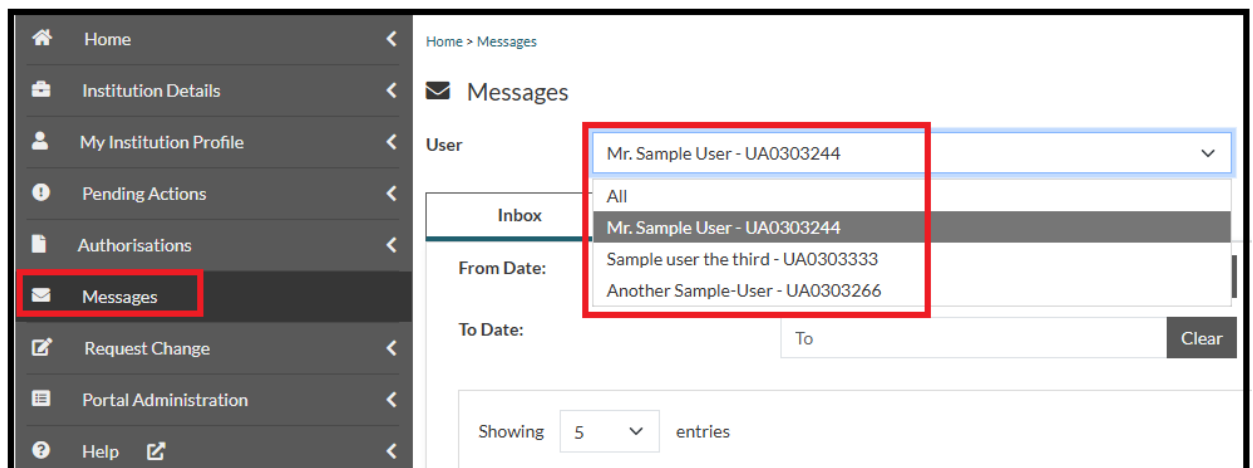 Home
Institution Details
My Institution Profile
Pending Actions
Authorisations
Messages
Request Change
Portal Administration
Help
Home > Messages
Messages
User
Mr. Sample User - UA0303244
All
Mr. Sample User - UA0303244
Sample user the third - UA0303333
Another Sample-User - UA0303266
Inbox
From Date:
To Date:
To
Clear
Showing 5 entries